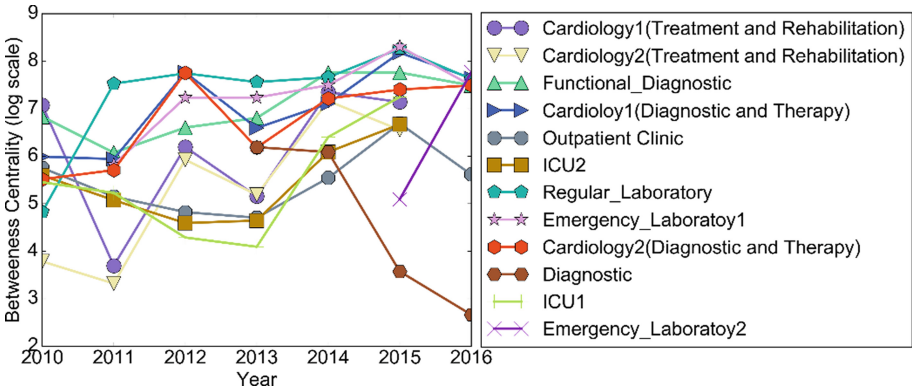 Betweeness Centrality (log scale)
9
8
7
6
5
4
3
2
2010 2011 2012 2013 2014 2015 2016
Year
Cardiology1(Treatment and Rehabilitation)
Cardiology2(Treatment and Rehabilitation)
Functional_Diagnostic
Cardioloy1(Diagnostic and Therapy)
Outpatient Clinic
ICU2
Regular_Laboratory
Emergency_Laboratoy1
Cardiology2(Diagnostic and Therapy)
Diagnostic
ICU1
Emergency_Laboratoy2